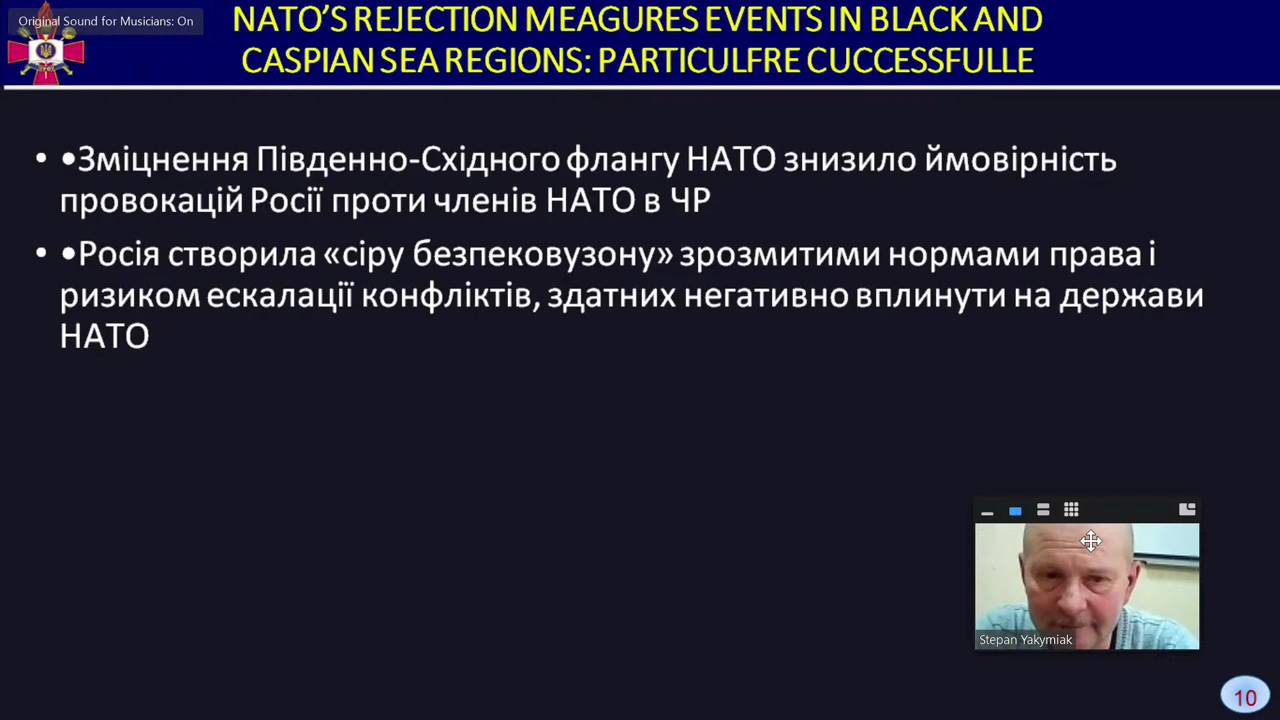 Original Sound for Musicians: On
NATO’S REJECTION MEAGURES EVENTS IN BLACK AND
CASPIAN SEA REGIONS: PARTICULFRE CUCCESSFULLE
• •Зміцнення Південно-Східного флангу НАТО знизило ймовірність
провокацій Росії проти членів НАТО в ЧР
• •Росія створила «сіру безпековузону» зрозмитими нормами права і
ризиком ескалації конфліктів, здатних негативно вплинути на держави
НАТО
Stepan Yakymiak
10